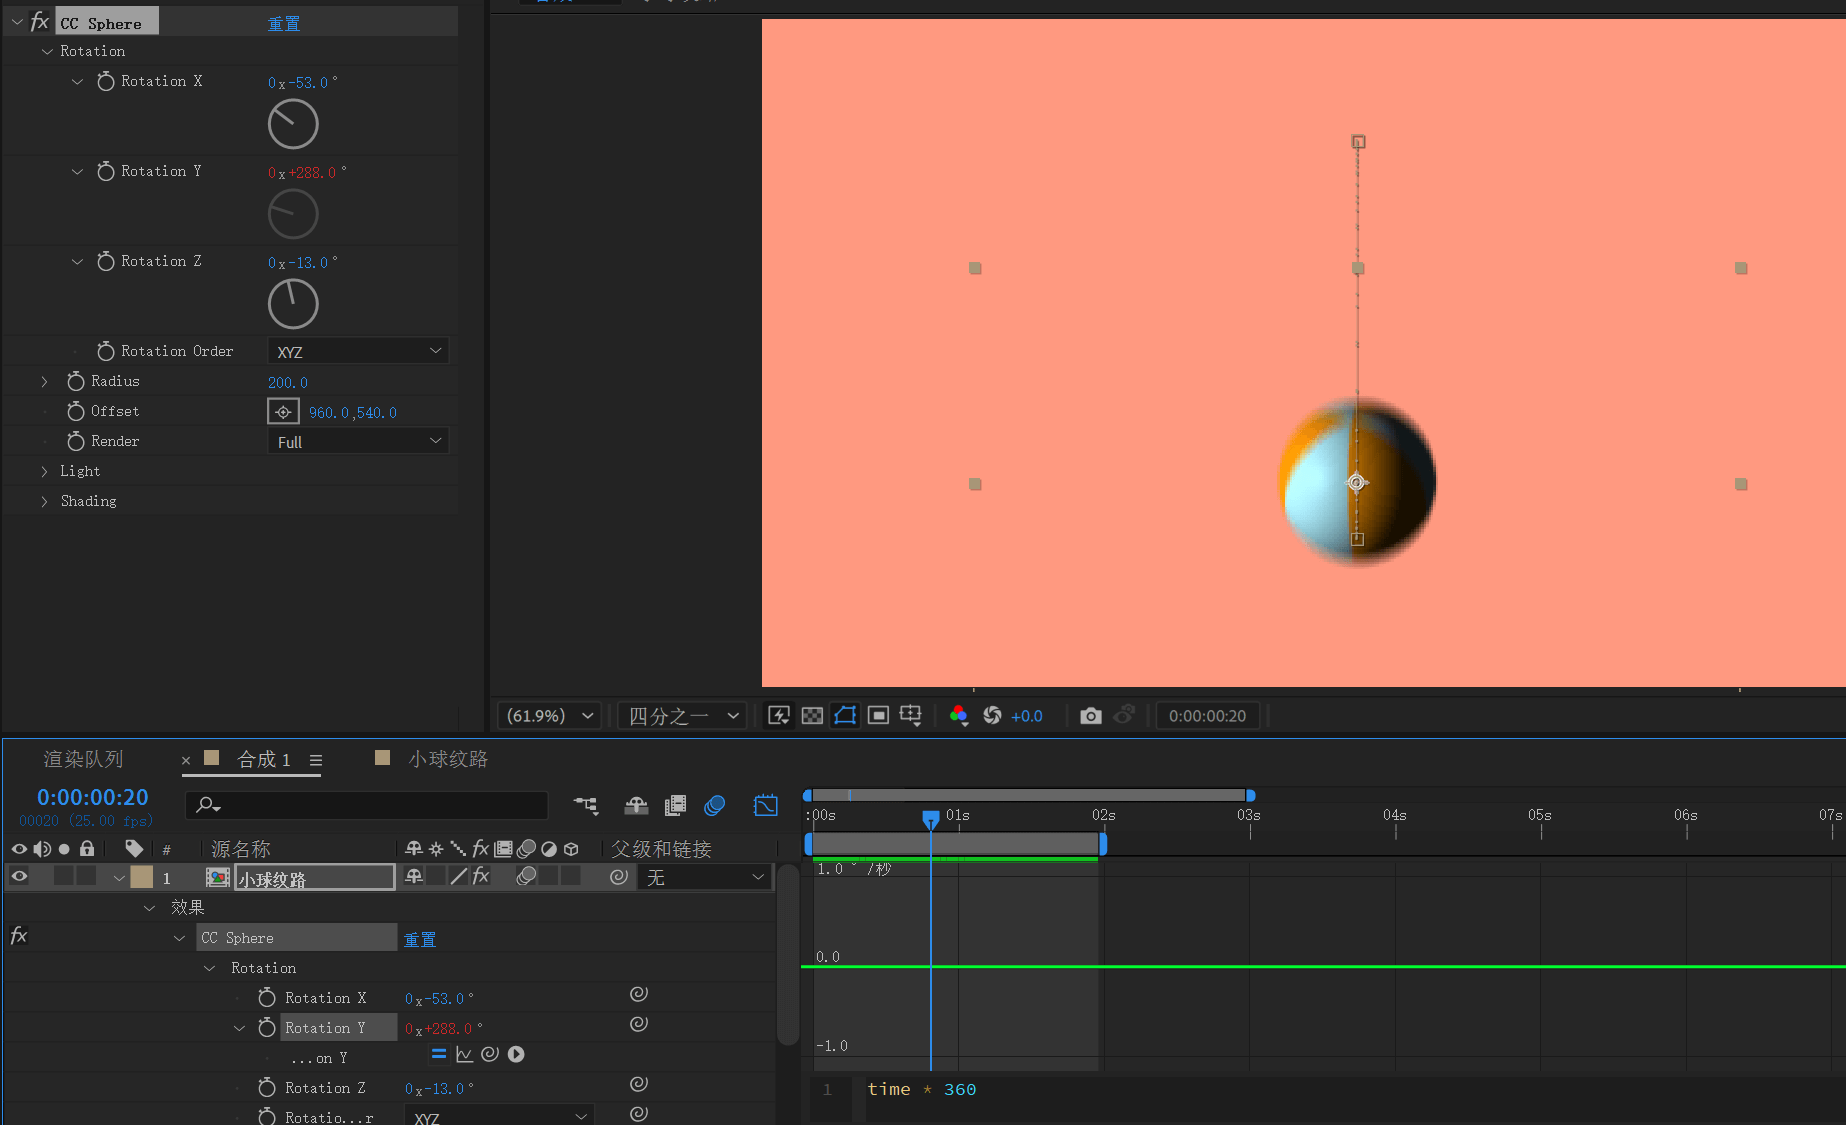 fx CC Sphere 重置
Rotation
Rotation X 0x-53.0°
Rotation Y 0x+288.0°
Rotation Z 0x-13.0°
Rotation Order XYZ
Radius 200.0
Offset 960.0,540.0
Render Full
Light
Shading
(61.9%) 四分之一 +0.0 0:00:00:20
渲染队列 × 合成 1 ☰ 小球纹路
0:00:00:20
00020 (25.00 fps)
:00s 01s 02s 03s 04s 05s 06s 07s
# 源名称 fx 父级和链接
1 小球纹路 fx 无
1.0°/秒
效果
fx CC Sphere 重置
0.0
Rotation
Rotation X 0x-53.0°
Rotation Y 0x+288.0°
...on Y
-1.0
Rotation Z 0x-13.0°
1 time * 360
Rotatio...r XYZ